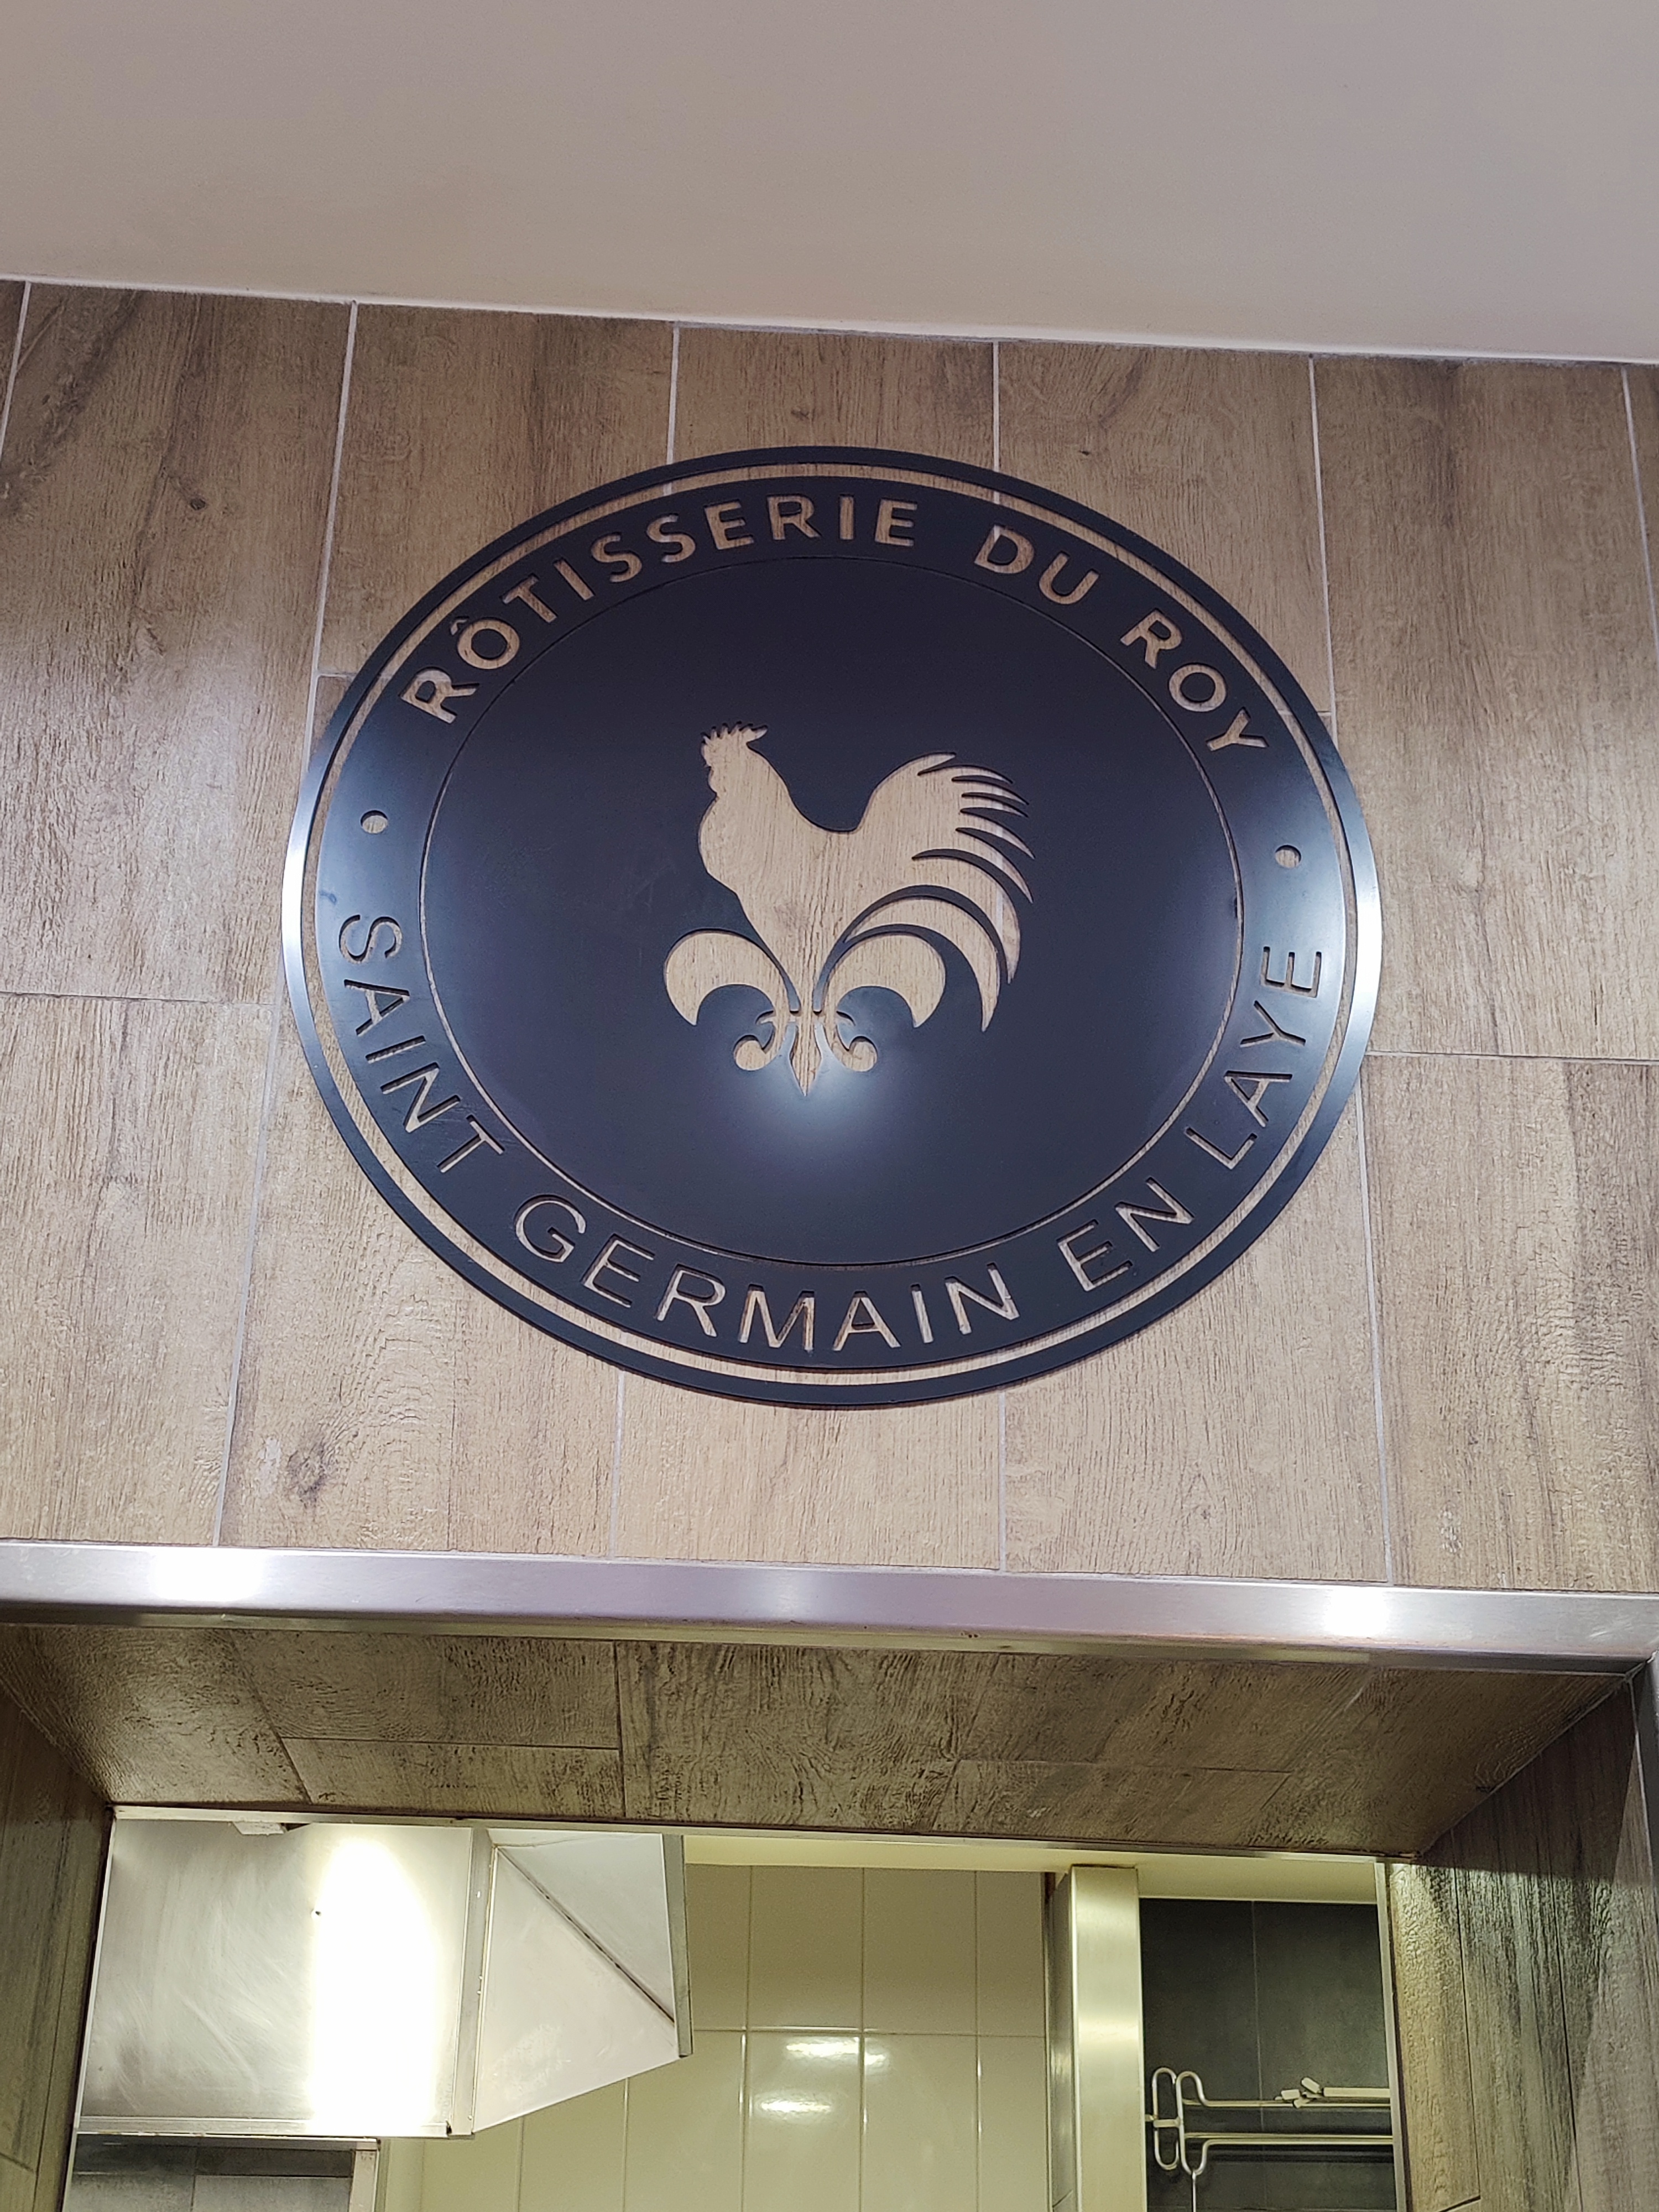 RÔTISSERIE DU ROY
SAINT GERMAIN EN LAYE